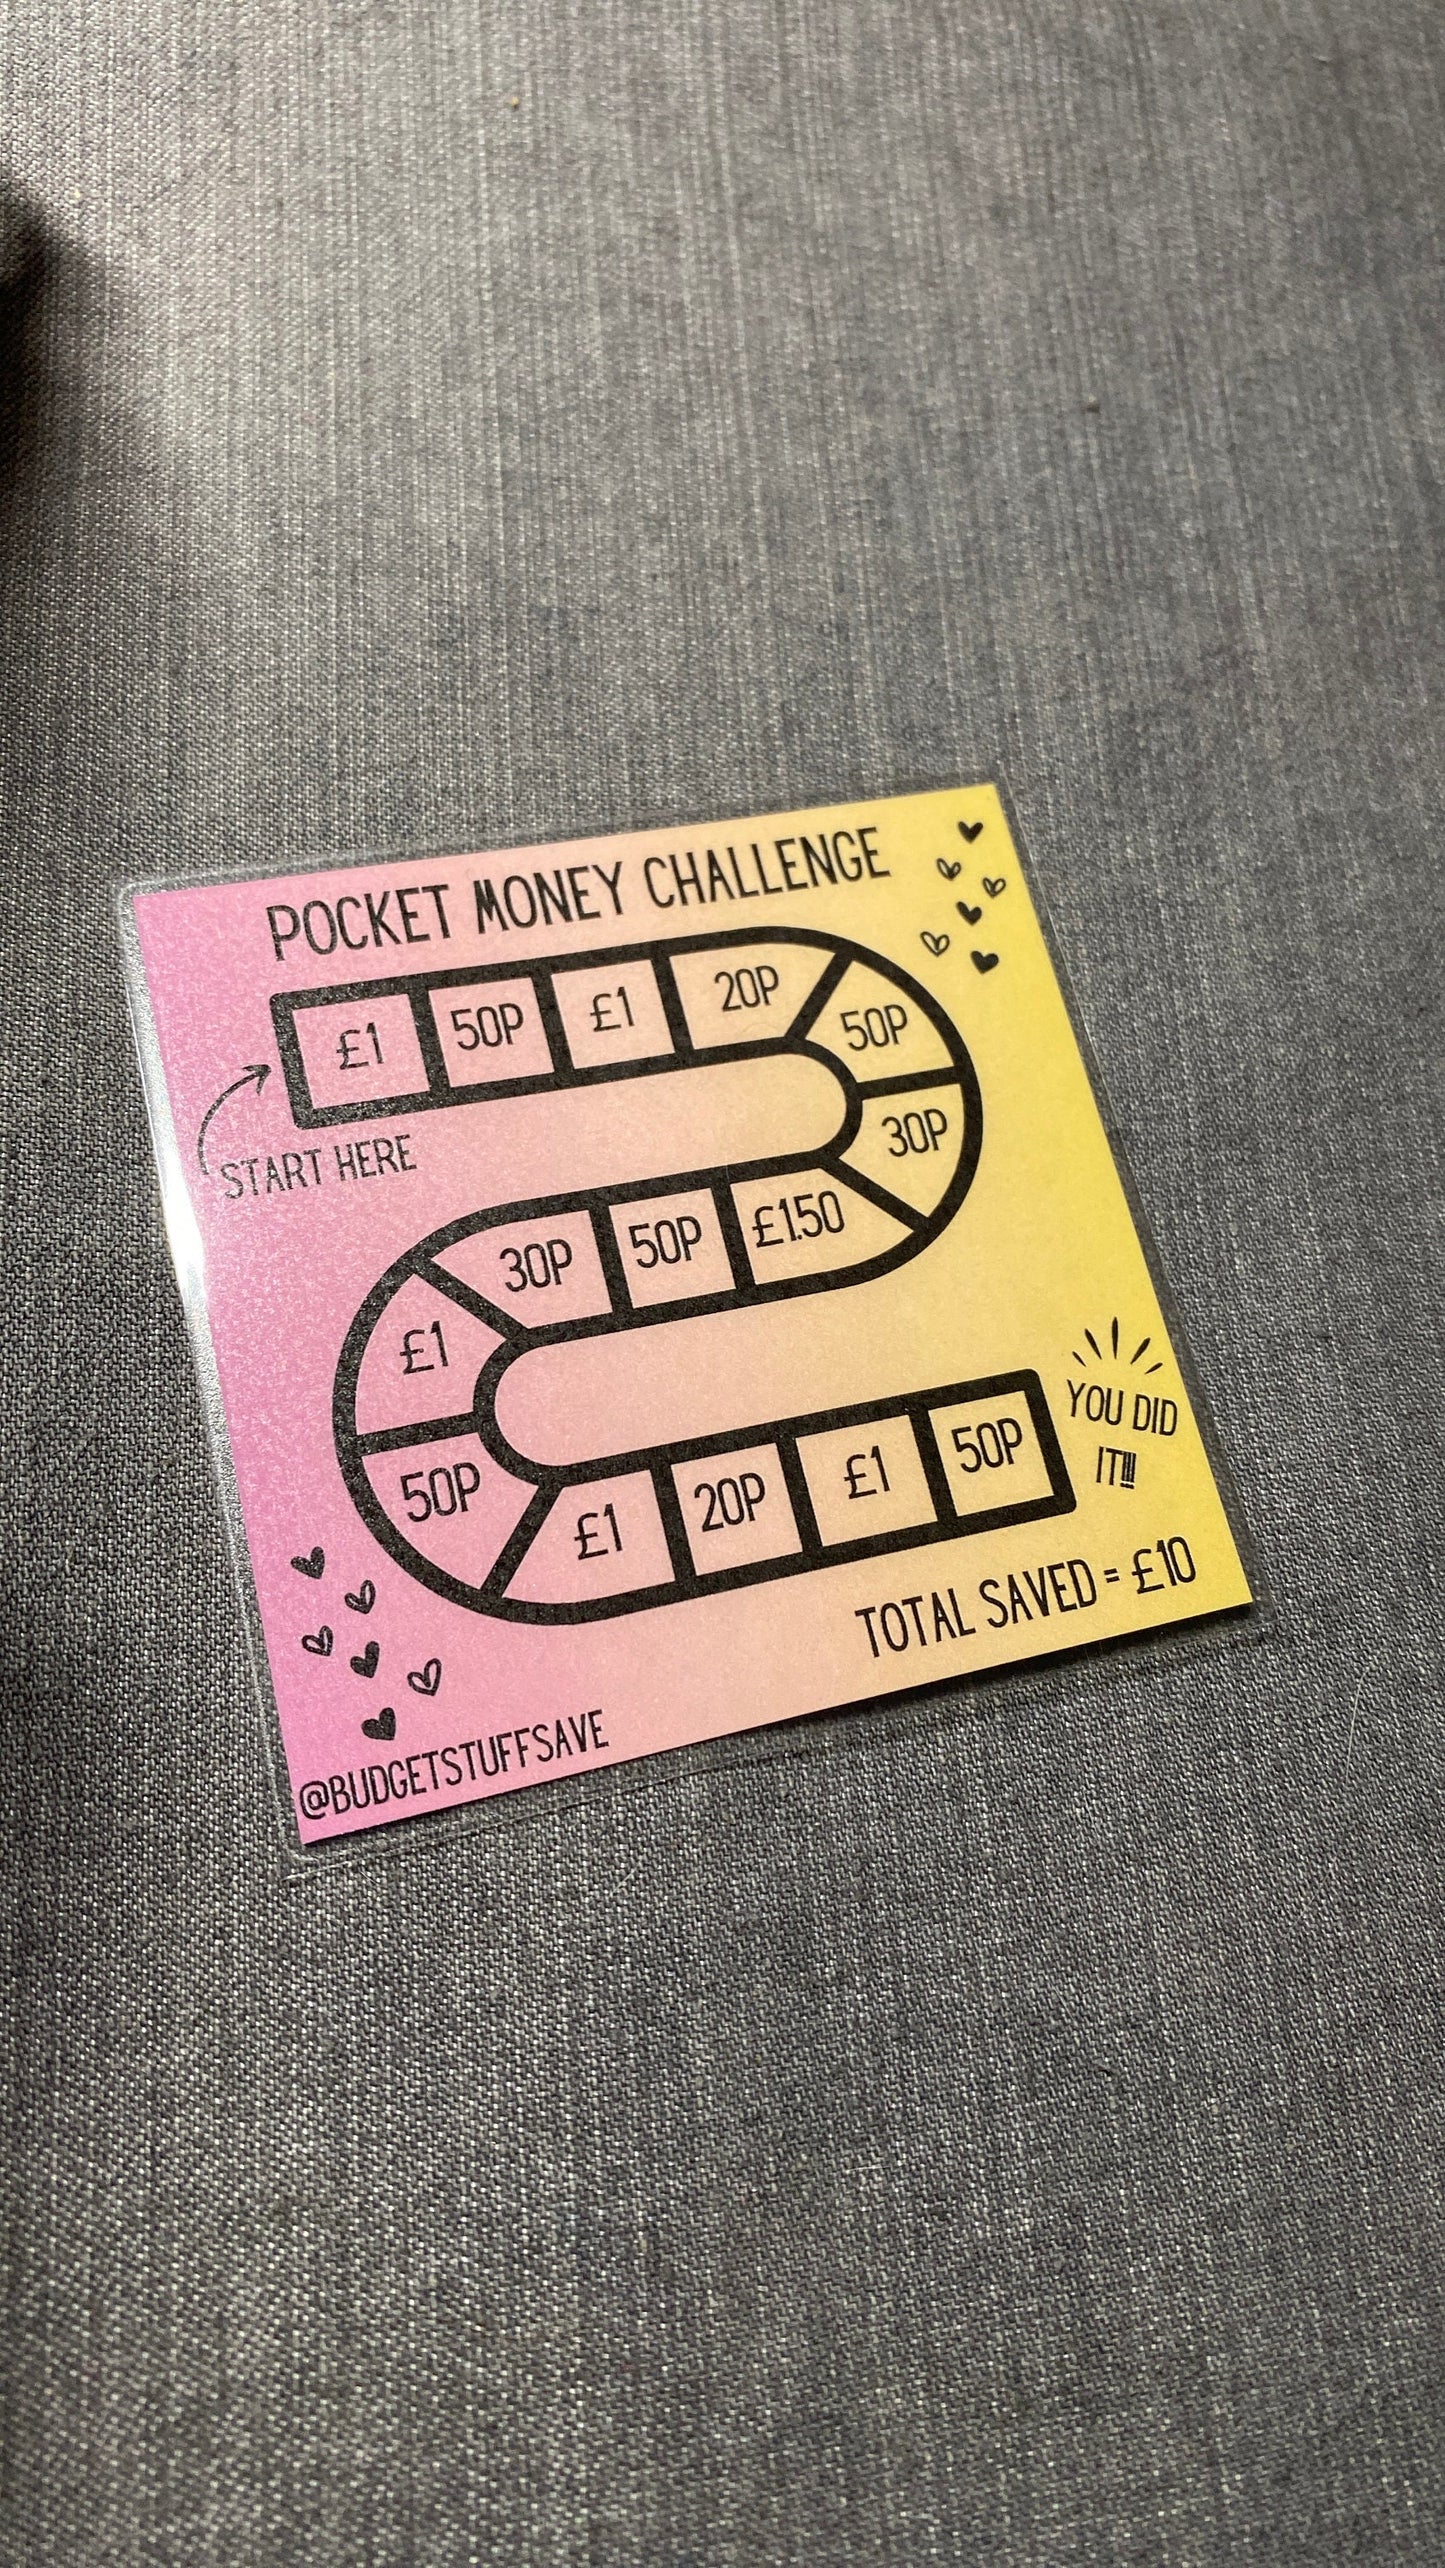 POCKET MONEY CHALLENGE
£1 50P £1 20P
50P
30P
START HERE
30P 50P £1.50
£1
50P
£1 20P £1 50P
YOU DID
IT!!!
TOTAL SAVED = £10
@BUDGETSTUFFSAVE